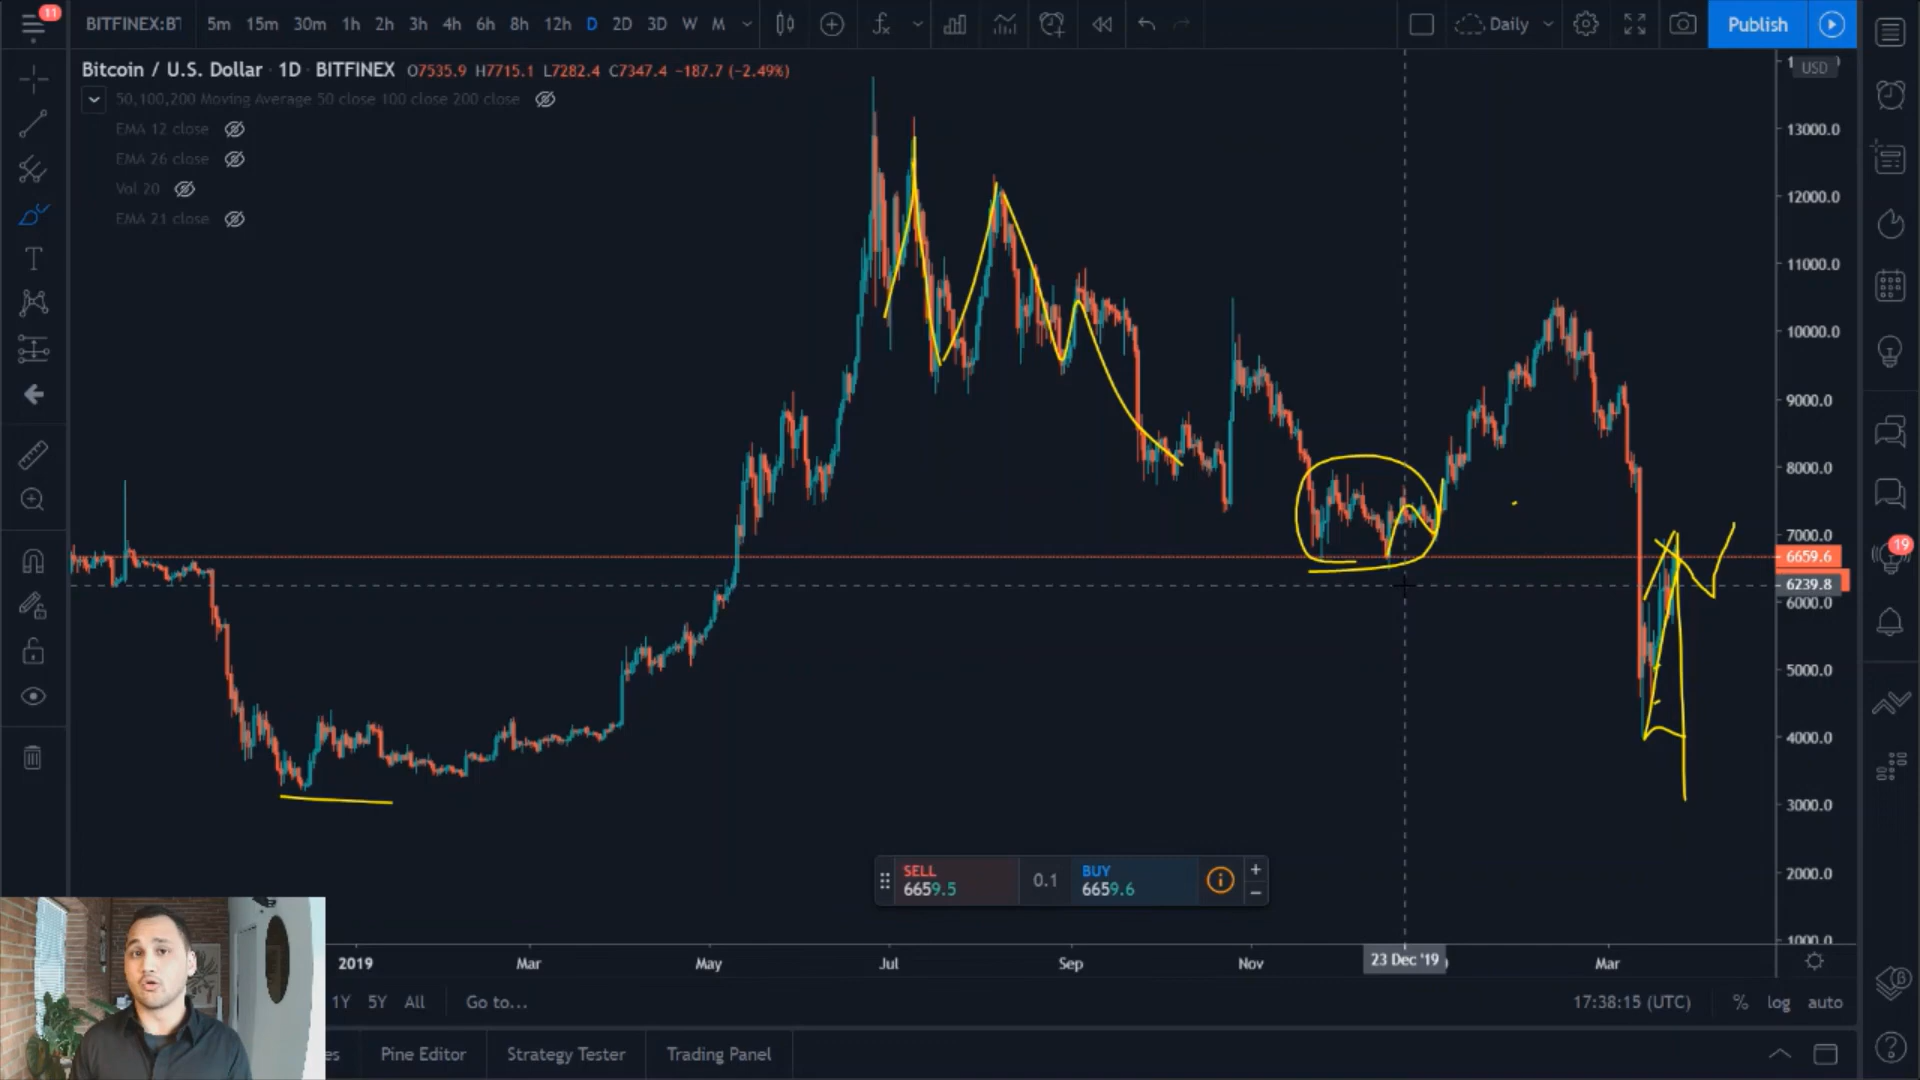 11
BITFINEX:BT 5m 15m 30m 1h 2h 3h 4h 6h 8h 12h D 2D 3D W M Daily Publish
Bitcoin / U.S. Dollar · 1D · BITFINEX O7535.9 H7715.1 L7282.4 C7347.4 −187.7 (−2.49%)
USD
50,100,200 Moving Average 50 close 100 close 200 close
EMA 12 close
EMA 26 close
Vol 20
EMA 21 close
13000.0
12000.0
11000.0
10000.0
9000.0
8000.0
7000.0
6659.6
6239.8
6000.0
5000.0
4000.0
3000.0
2000.0
1000.0
19
SELL
6659.5
0.1
BUY
6659.6
2019 Mar May Jul Sep Nov 23 Dec '19 Mar
1Y 5Y All Go to... 17:38:15 (UTC) % log auto
es Pine Editor Strategy Tester Trading Panel